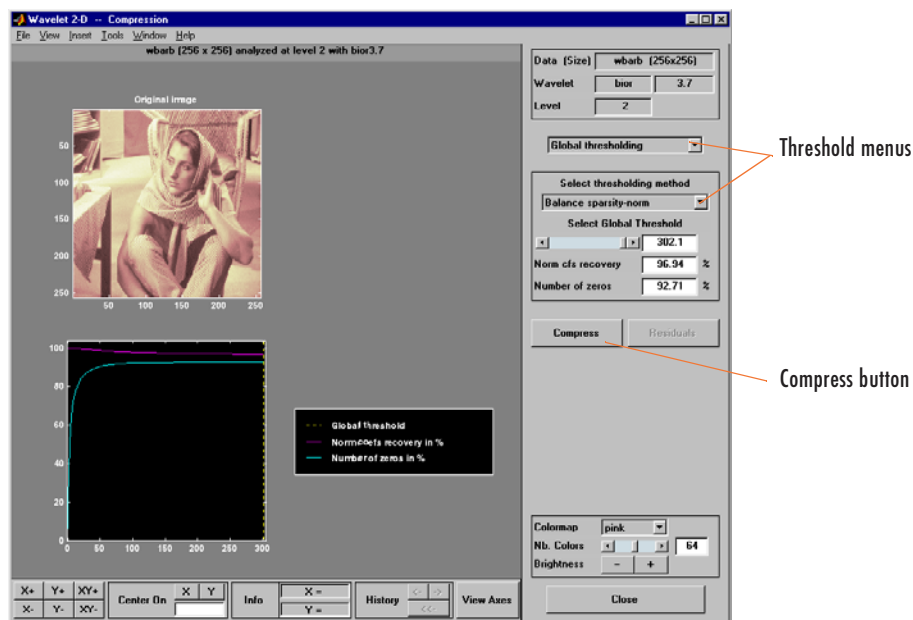 Wavelet 2-D -- Compression
File View Insert Tools Window Help
wbarb (256 x 256) analyzed at level 2 with bior3.7
Original image
50
100
150
200
250
50 100 150 200 250
100
80
60
40
20
0
0 50 100 150 200 250 300
Global threshold
Norm cfs recovery in %
Number of zeros in %
Data (Size) wbarb (256x256)
Wavelet bior 3.7
Level 2
Global thresholding
Select thresholding method
Balance sparsity-norm
Select Global Threshold
302.1
Norm cfs recovery 96.94 %
Number of zeros 92.71 %
Compress Residuals
Threshold menus
Compress button
Colormap pink
Nb. Colors 64
Brightness - +
Close
X+ Y+ XY+
X- Y- XY-
Center On X Y
Info X =
Y =
History <- ->
<<-
View Axes